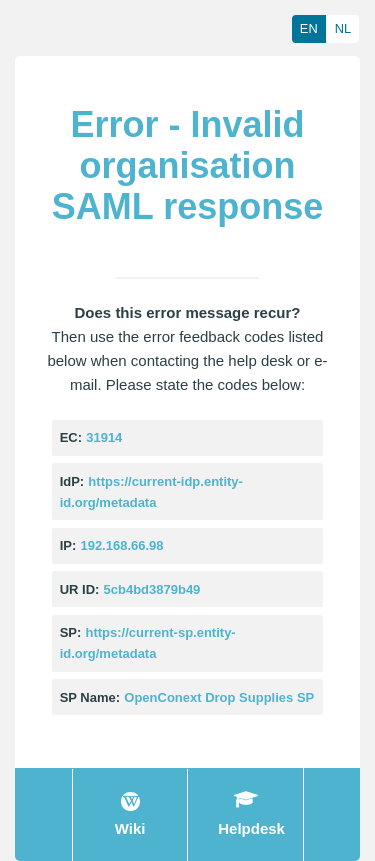 EN NL
Error - Invalid
organisation
SAML response
Does this error message recur?
Then use the error feedback codes listed
below when contacting the help desk or e-
mail. Please state the codes below:
EC: 31914
IdP: https://current-idp.entity-
id.org/metadata
IP: 192.168.66.98
UR ID: 5cb4bd3879b49
SP: https://current-sp.entity-
id.org/metadata
SP Name: OpenConext Drop Supplies SP
Wiki Helpdesk